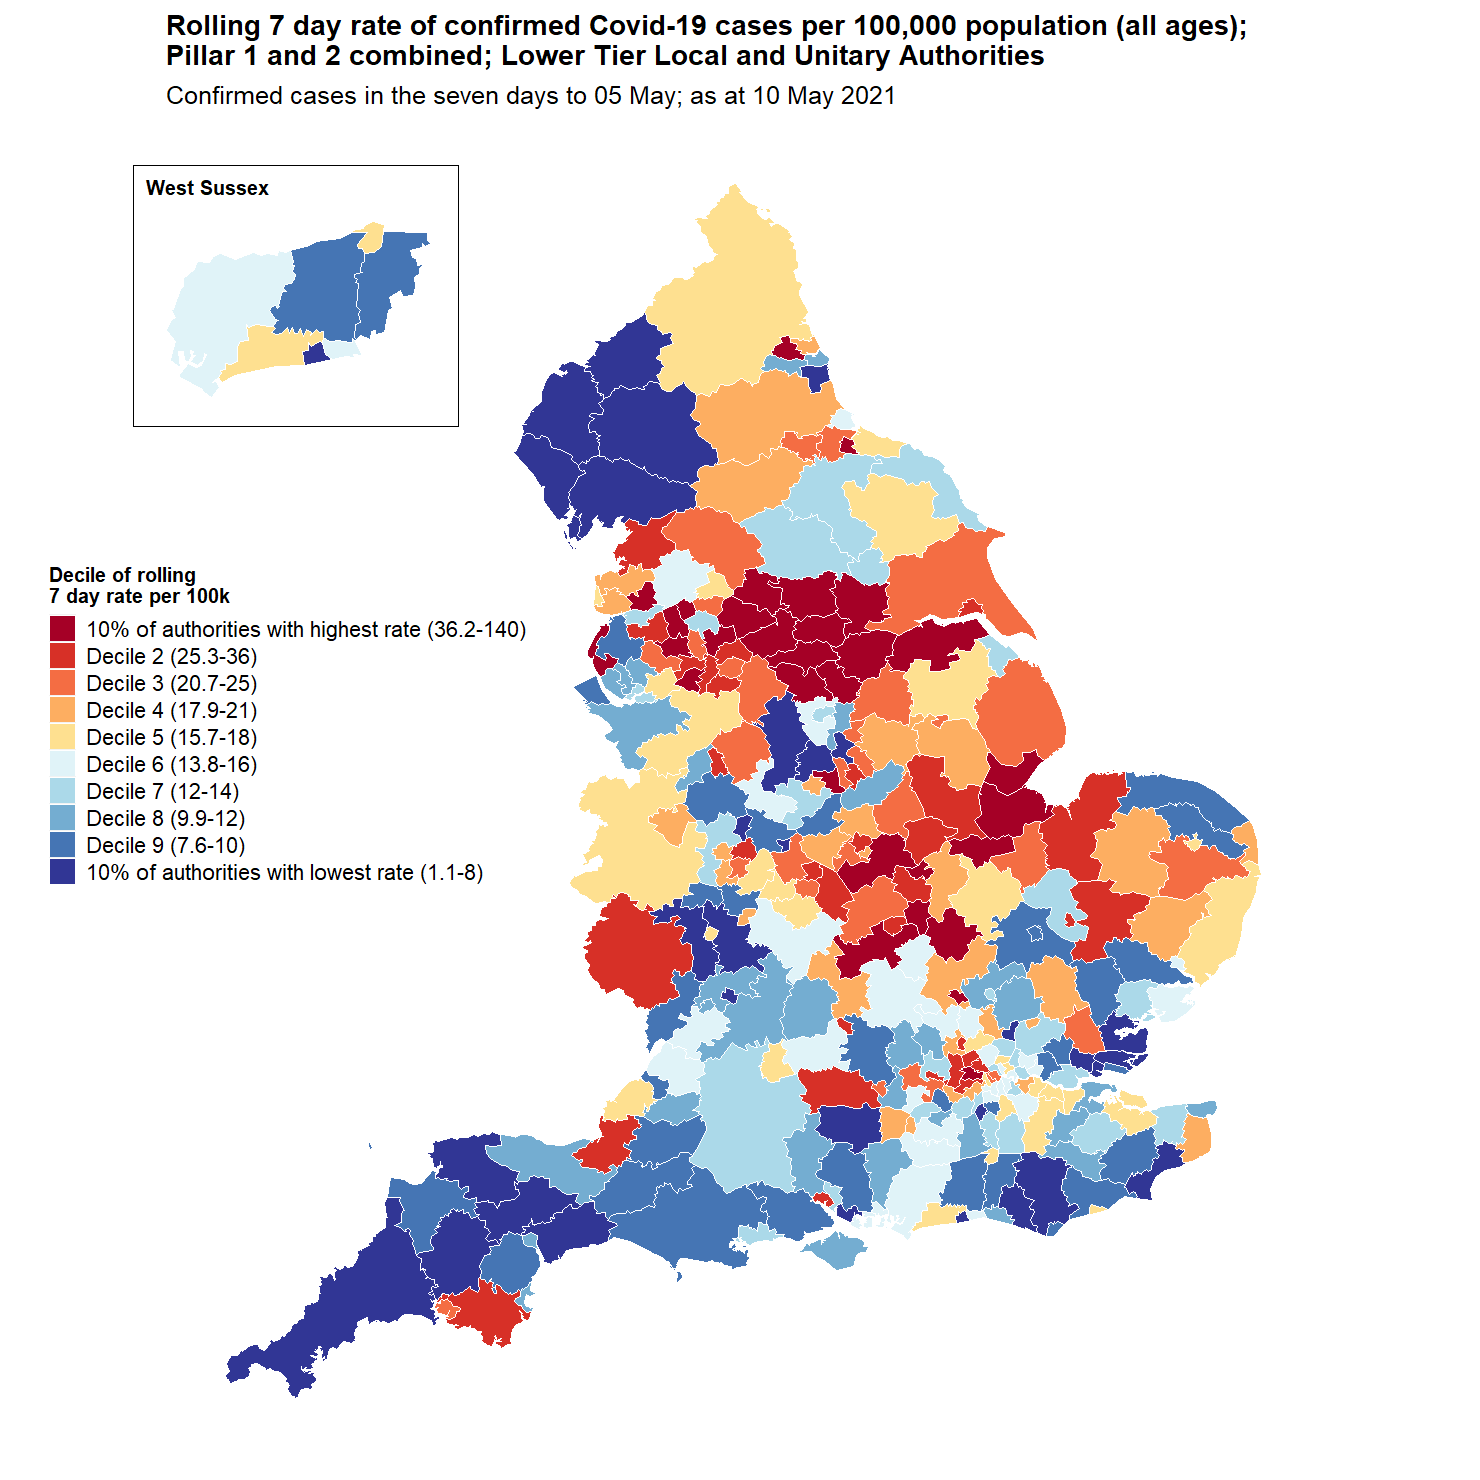 Rolling 7 day rate of confirmed Covid-19 cases per 100,000 population (all ages);
Pillar 1 and 2 combined; Lower Tier Local and Unitary Authorities
Confirmed cases in the seven days to 05 May; as at 10 May 2021
West Sussex
Decile of rolling
7 day rate per 100k
10% of authorities with highest rate (36.2-140)
Decile 2 (25.3-36)
Decile 3 (20.7-25)
Decile 4 (17.9-21)
Decile 5 (15.7-18)
Decile 6 (13.8-16)
Decile 7 (12-14)
Decile 8 (9.9-12)
Decile 9 (7.6-10)
10% of authorities with lowest rate (1.1-8)